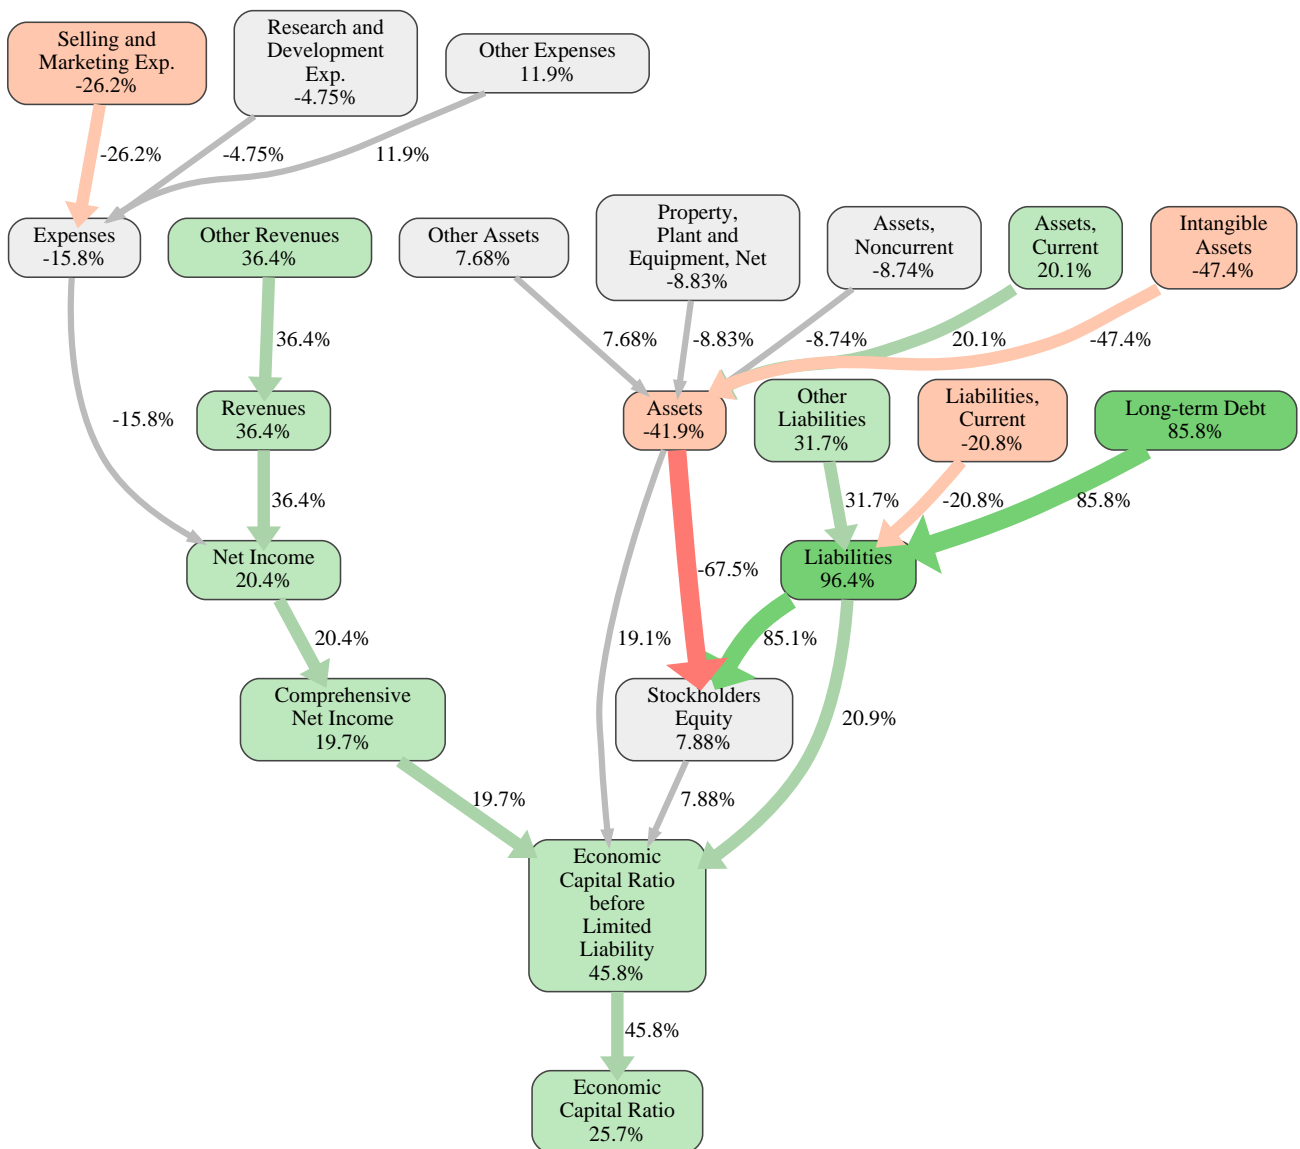 Selling and
Marketing Exp.
-26.2%
Research and
Development
Exp.
-4.75%
Other Expenses
11.9%
-26.2%
-4.75%
11.9%
Expenses
-15.8%
Other Revenues
36.4%
Other Assets
7.68%
Property,
Plant and
Equipment, Net
-8.83%
Assets,
Noncurrent
-8.74%
Assets,
Current
20.1%
Intangible
Assets
-47.4%
36.4%
7.68%
-8.83%
-8.74%
20.1%
-47.4%
-15.8%
Revenues
36.4%
Assets
-41.9%
Other
Liabilities
31.7%
Liabilities,
Current
-20.8%
Long-term Debt
85.8%
36.4%
31.7%
-20.8%
85.8%
Net Income
20.4%
-67.5%
Liabilities
96.4%
20.4%
19.1%
85.1%
Comprehensive
Net Income
19.7%
Stockholders
Equity
7.88%
20.9%
19.7%
7.88%
Economic
Capital Ratio
before
Limited
Liability
45.8%
45.8%
Economic
Capital Ratio
25.7%